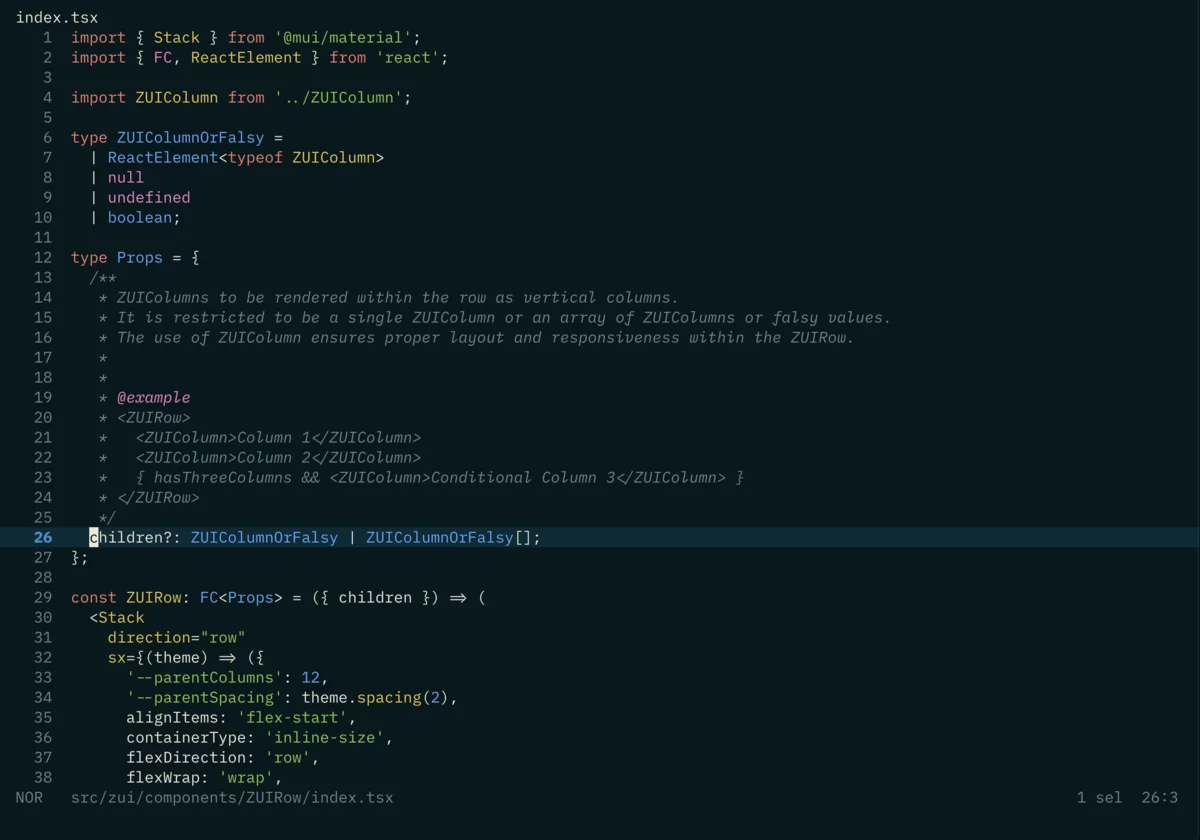 index.tsx
1 import { Stack } from '@mui/material';
2 import { FC, ReactElement } from 'react';
3
4 import ZUIColumn from '../ZUIColumn';
5
6 type ZUIColumnOrFalsy =
7   | ReactElement<typeof ZUIColumn>
8   | null
9   | undefined
10   | boolean;
11
12 type Props = {
13   /**
14    * ZUIColumns to be rendered within the row as vertical columns.
15    * It is restricted to be a single ZUIColumn or an array of ZUIColumns or falsy values.
16    * The use of ZUIColumn ensures proper layout and responsiveness within the ZUIRow.
17    *
18    *
19    * @example
20    * <ZUIRow>
21    *   <ZUIColumn>Column 1</ZUIColumn>
22    *   <ZUIColumn>Column 2</ZUIColumn>
23    *   { hasThreeColumns && <ZUIColumn>Conditional Column 3</ZUIColumn> }
24    * </ZUIRow>
25    */
26   children?: ZUIColumnOrFalsy | ZUIColumnOrFalsy[];
27 };
28
29 const ZUIRow: FC<Props> = ({ children }) => (
30   <Stack
31     direction="row"
32     sx={(theme) => ({
33       '--parentColumns': 12,
34       '--parentSpacing': theme.spacing(2),
35       alignItems: 'flex-start',
36       containerType: 'inline-size',
37       flexDirection: 'row',
38       flexWrap: 'wrap',
NOR src/zui/components/ZUIRow/index.tsx 1 sel 26:3